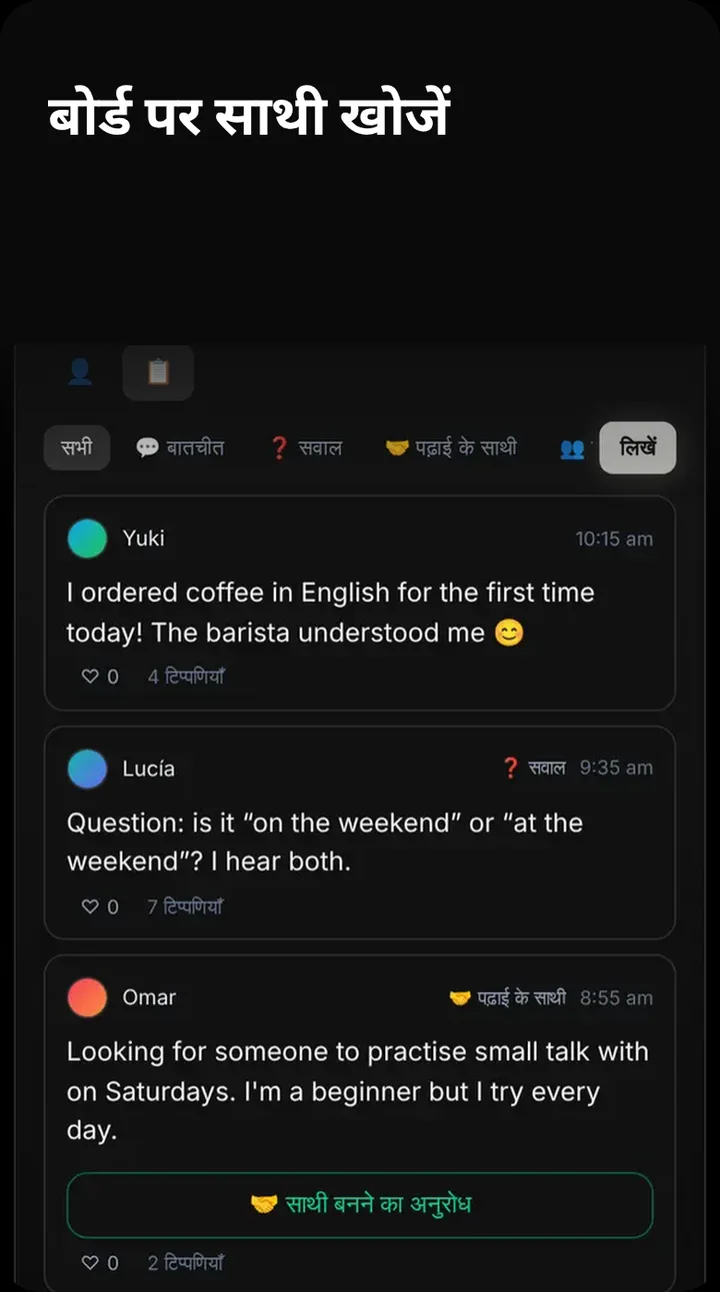 बोर्ड पर साथी खोजें
सभी 💬 बातचीत ❓ सवाल 🤝 पढ़ाई के साथी 👥 लिखें
Yuki 10:15 am
I ordered coffee in English for the first time
today! The barista understood me 😊
♡ 0 4 टिप्पणियाँ
Lucía ❓ सवाल 9:35 am
Question: is it “on the weekend” or “at the
weekend”? I hear both.
♡ 0 7 टिप्पणियाँ
Omar 🤝 पढ़ाई के साथी 8:55 am
Looking for someone to practise small talk with
on Saturdays. I'm a beginner but I try every
day.
🤝 साथी बनने का अनुरोध
♡ 0 2 टिप्पणियाँ